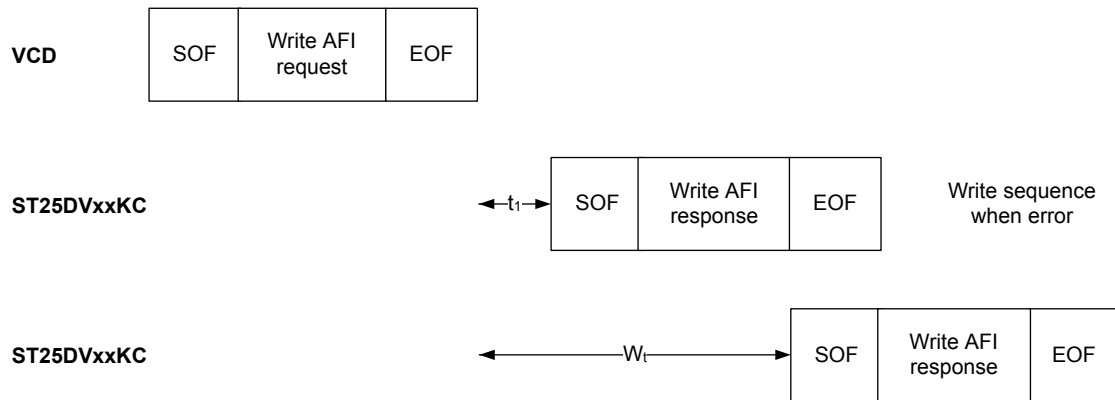 VCD
SOF
Write AFI
request
EOF
ST25DVxxKC
t1
SOF
Write AFI
response
EOF
Write sequence
when error
ST25DVxxKC
Wt
SOF
Write AFI
response
EOF